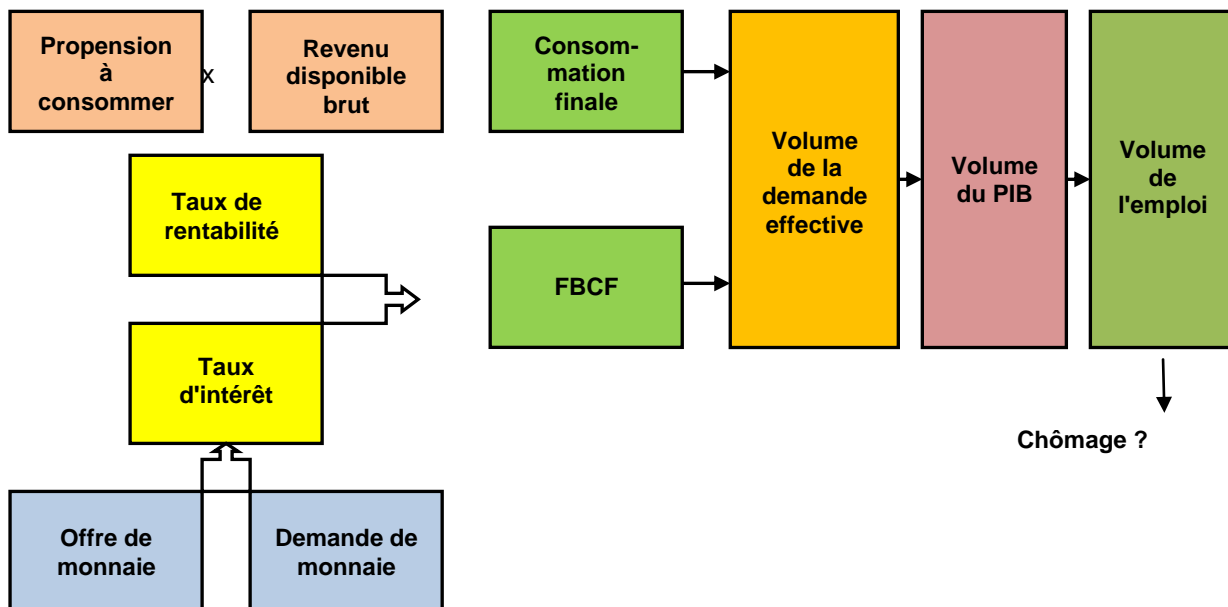 Propension
à
consommer
x
Revenu
disponible
brut
Consom-
mation
finale
Volume
de la
demande
effective
Volume
du PIB
Volume
de
l'emploi
Taux de
rentabilité
FBCF
Taux
d'intérêt
Chômage ?
Offre de
monnaie
Demande de
monnaie